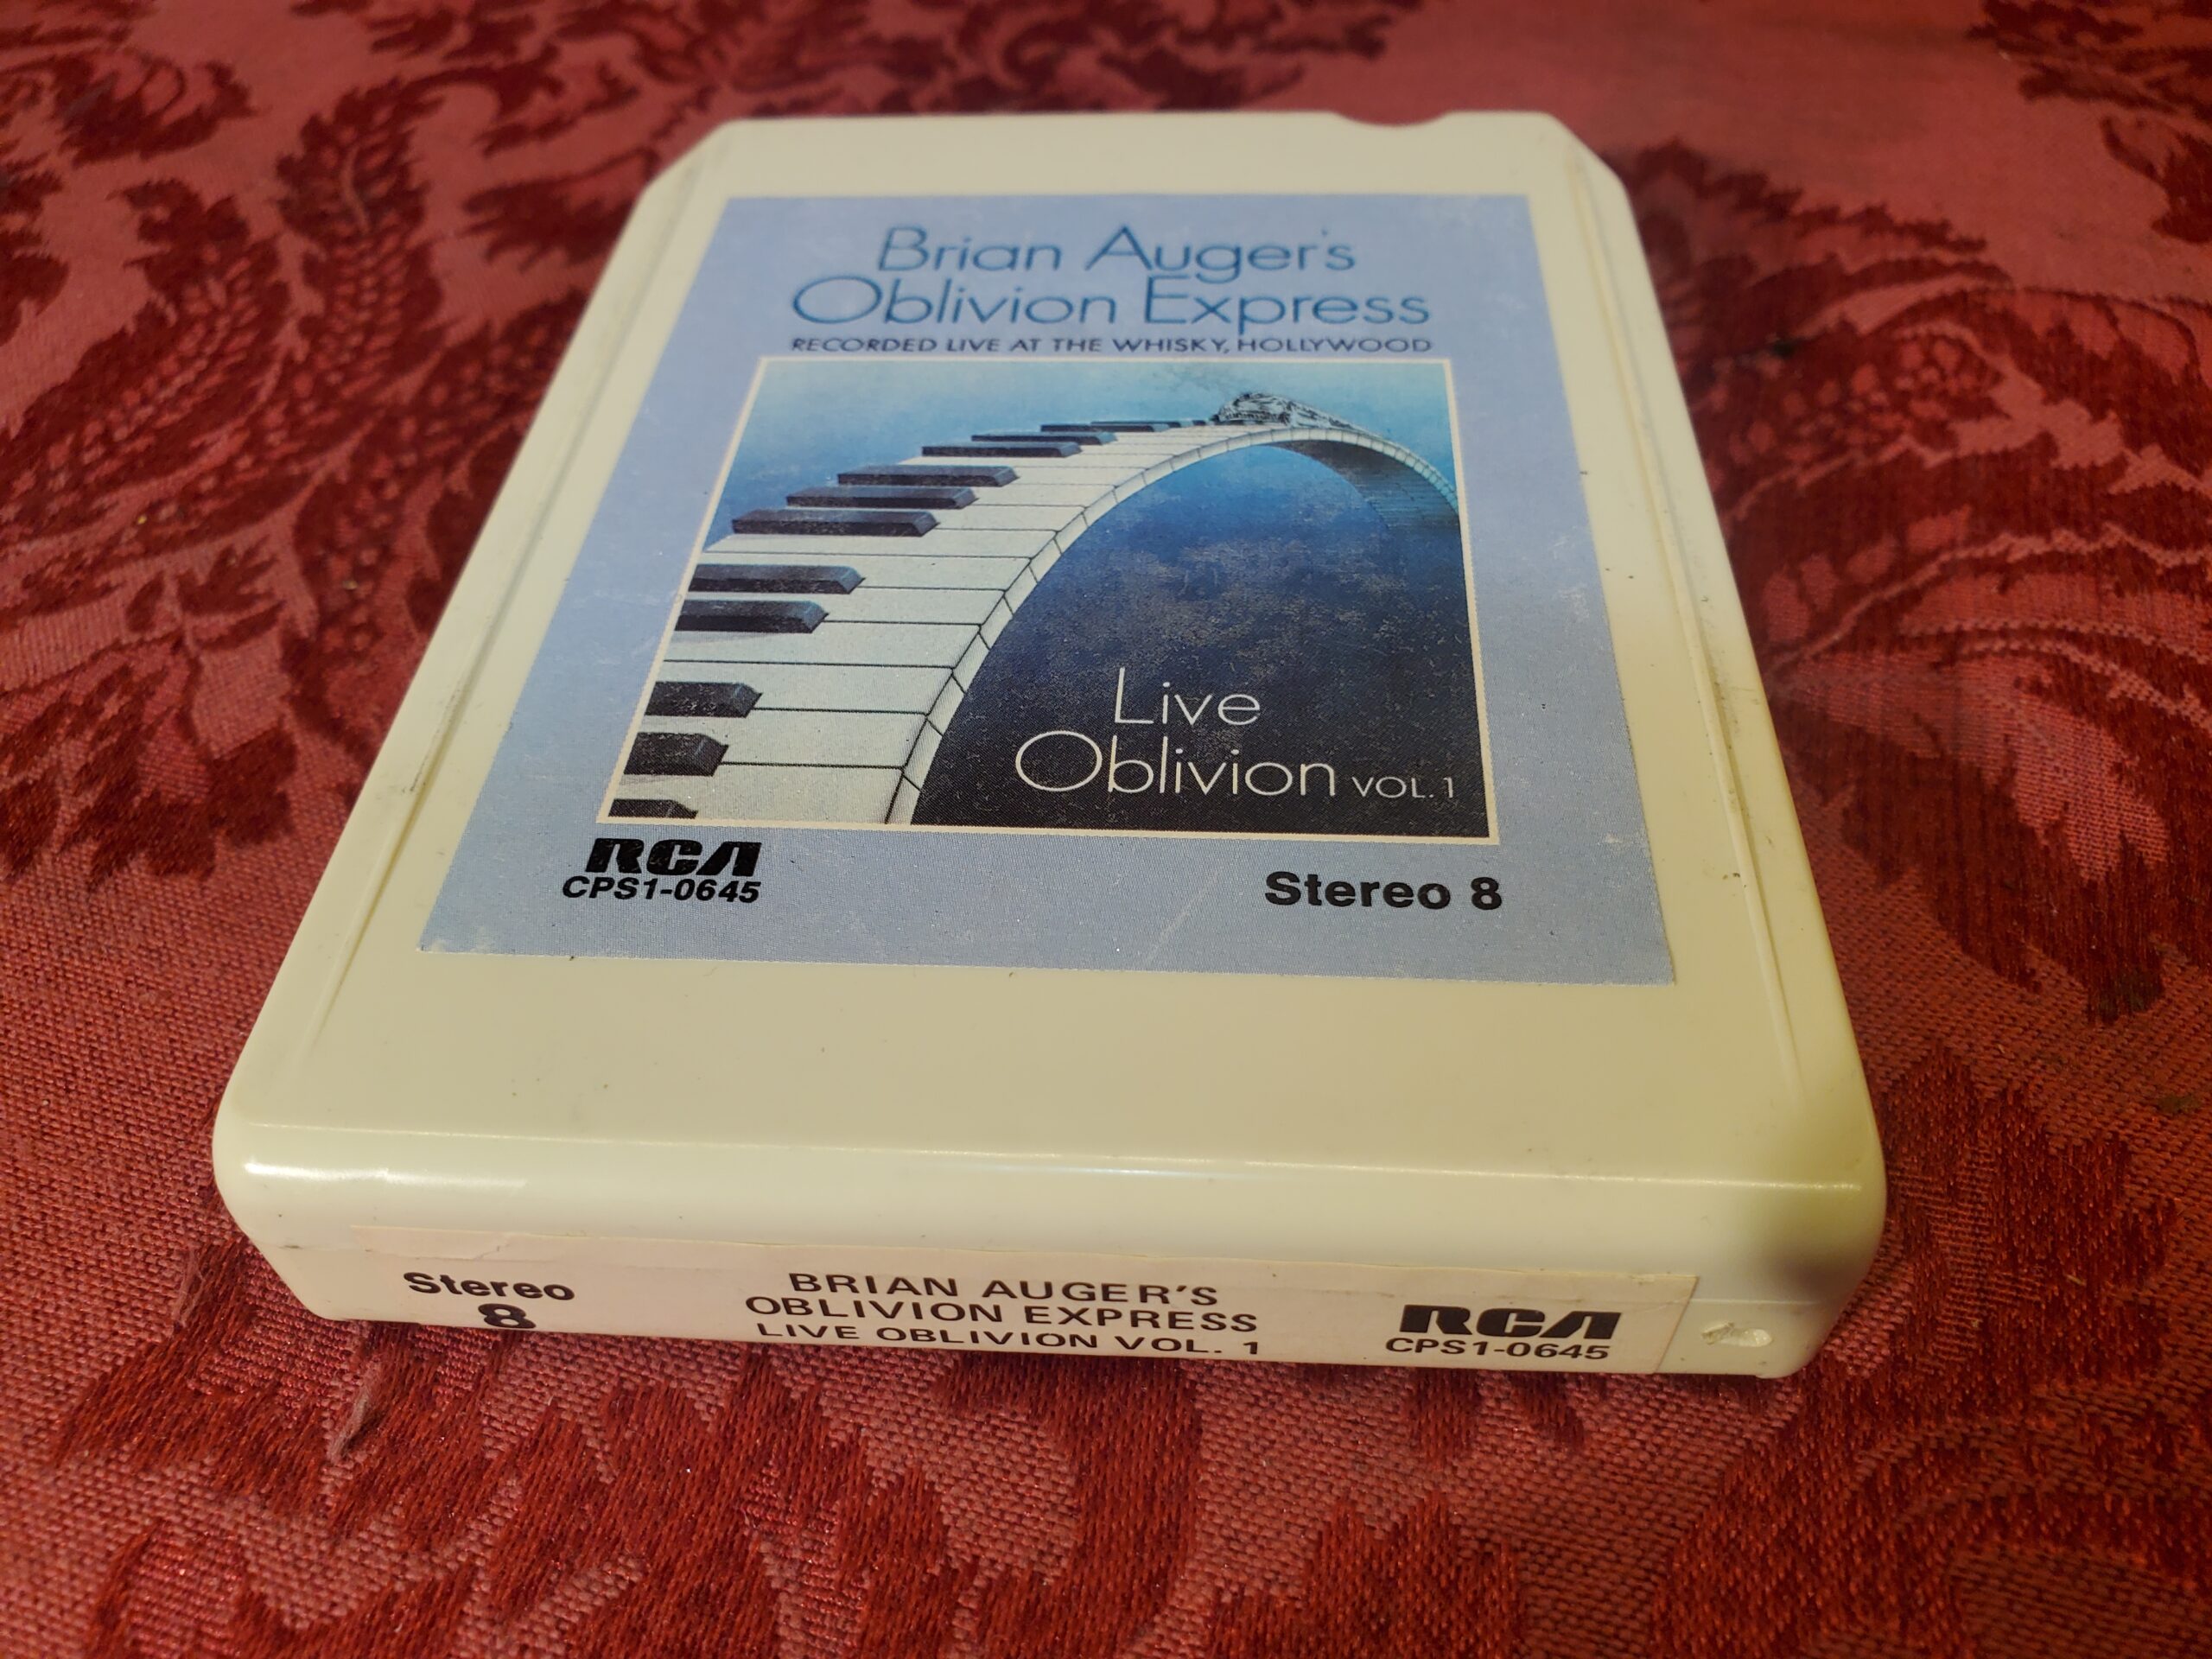 Brian Auger's
Oblivion Express
RECORDED LIVE AT THE WHISKY, HOLLYWOOD
Live
Oblivion VOL. 1
RCA
CPS1-0645
Stereo 8
Stereo
8
BRIAN AUGER'S
OBLIVION EXPRESS
LIVE OBLIVION VOL. 1
RCA
CPS1-0645